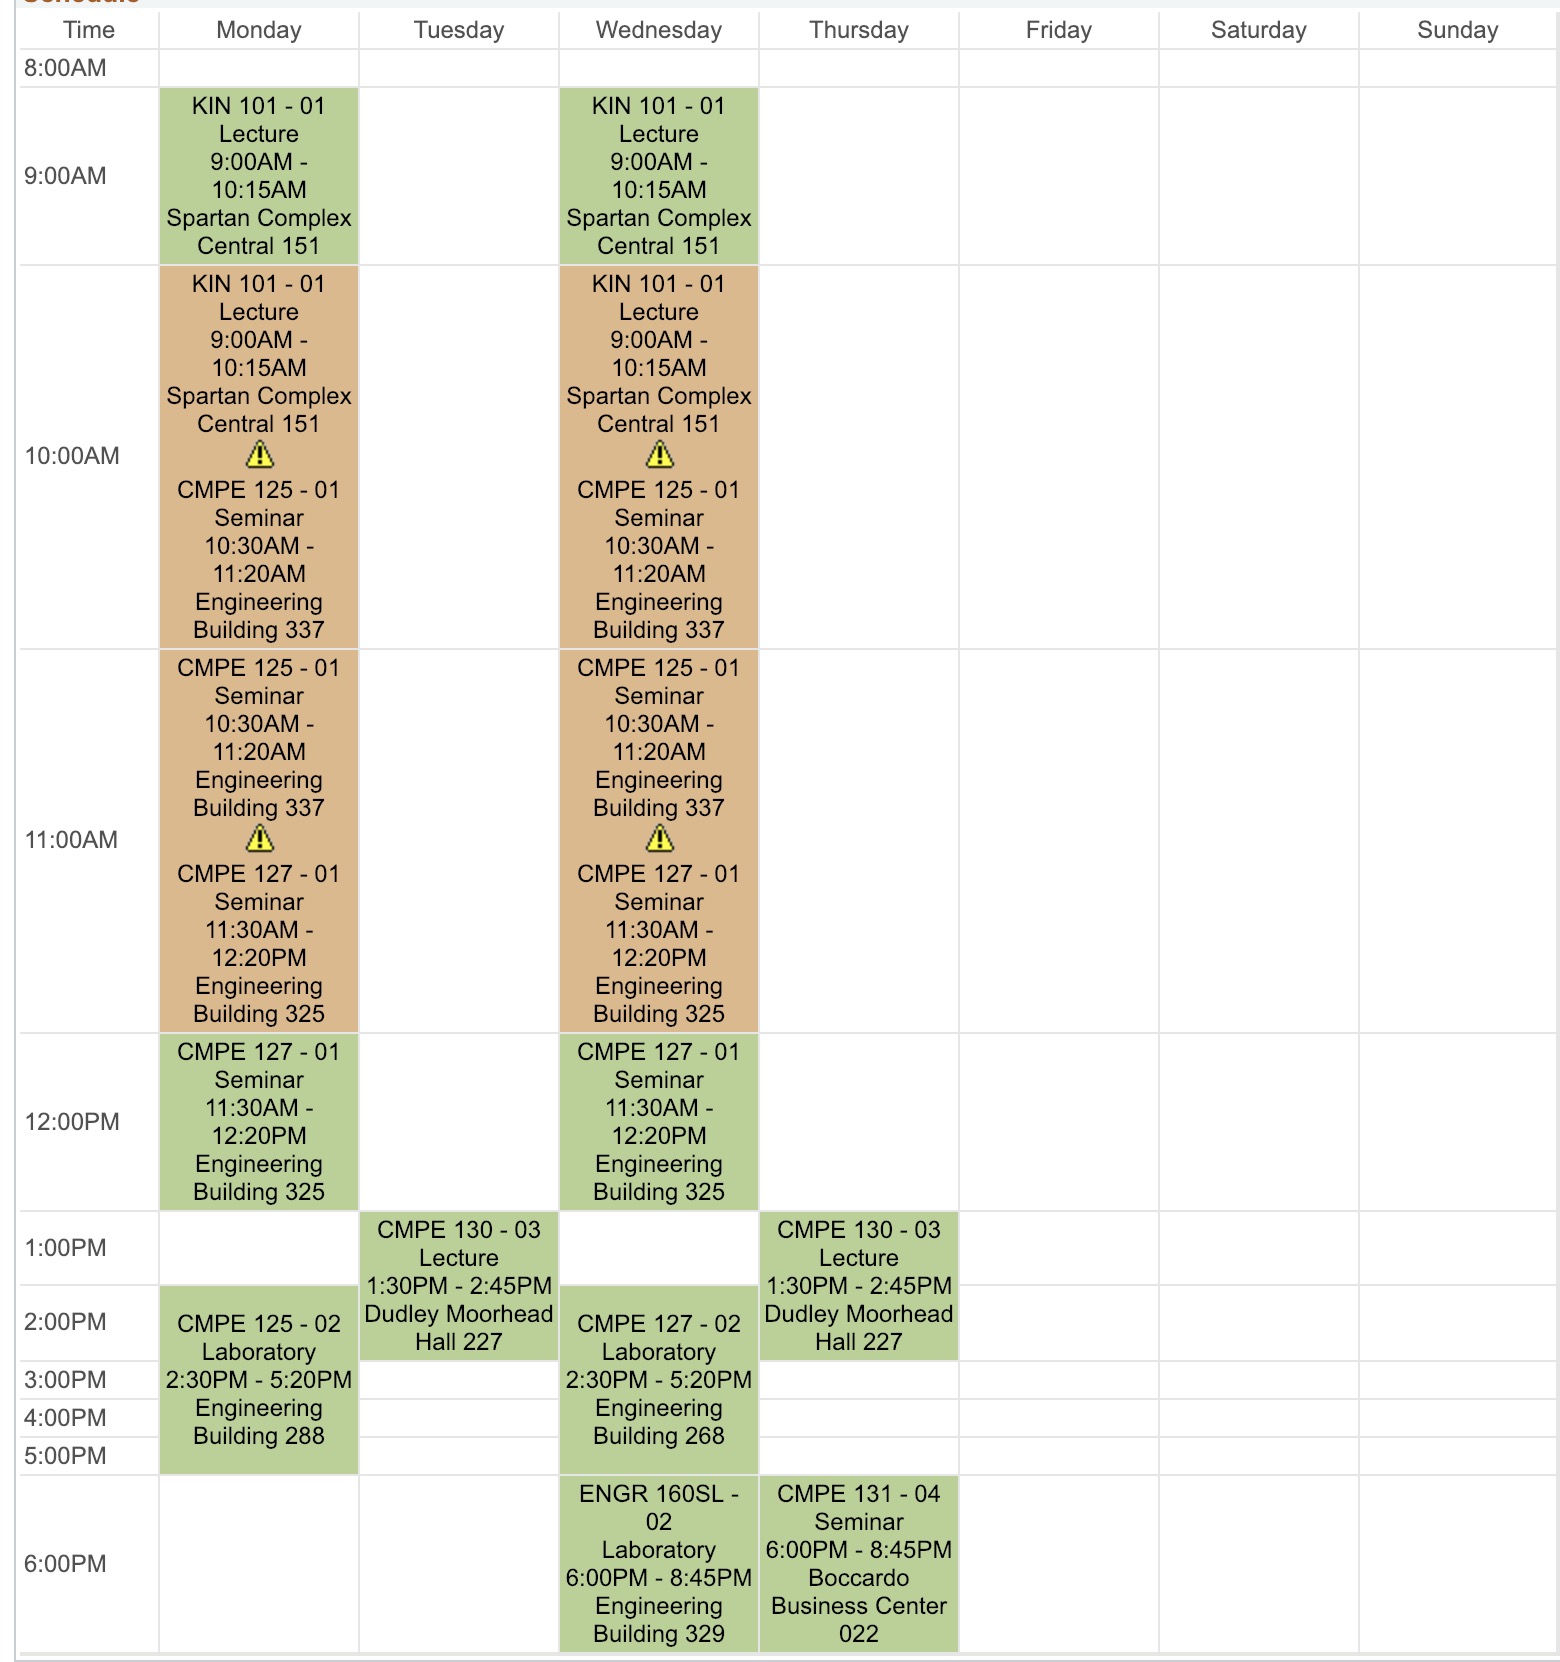 Schedule
Time Monday Tuesday Wednesday Thursday Friday Saturday Sunday
8:00AM
9:00AM
KIN 101 - 01
Lecture
9:00AM -
10:15AM
Spartan Complex
Central 151
KIN 101 - 01
Lecture
9:00AM -
10:15AM
Spartan Complex
Central 151
10:00AM
KIN 101 - 01
Lecture
9:00AM -
10:15AM
Spartan Complex
Central 151
CMPE 125 - 01
Seminar
10:30AM -
11:20AM
Engineering
Building 337
KIN 101 - 01
Lecture
9:00AM -
10:15AM
Spartan Complex
Central 151
CMPE 125 - 01
Seminar
10:30AM -
11:20AM
Engineering
Building 337
11:00AM
CMPE 125 - 01
Seminar
10:30AM -
11:20AM
Engineering
Building 337
CMPE 127 - 01
Seminar
11:30AM -
12:20PM
Engineering
Building 325
CMPE 125 - 01
Seminar
10:30AM -
11:20AM
Engineering
Building 337
CMPE 127 - 01
Seminar
11:30AM -
12:20PM
Engineering
Building 325
12:00PM
CMPE 127 - 01
Seminar
11:30AM -
12:20PM
Engineering
Building 325
CMPE 127 - 01
Seminar
11:30AM -
12:20PM
Engineering
Building 325
1:00PM
CMPE 130 - 03
Lecture
1:30PM - 2:45PM
Dudley Moorhead
Hall 227
CMPE 130 - 03
Lecture
1:30PM - 2:45PM
Dudley Moorhead
Hall 227
2:00PM
CMPE 125 - 02
Laboratory
2:30PM - 5:20PM
Engineering
Building 288
CMPE 127 - 02
Laboratory
2:30PM - 5:20PM
Engineering
Building 268
3:00PM
4:00PM
5:00PM
6:00PM
ENGR 160SL -
02
Laboratory
6:00PM - 8:45PM
Engineering
Building 329
CMPE 131 - 04
Seminar
6:00PM - 8:45PM
Boccardo
Business Center
022